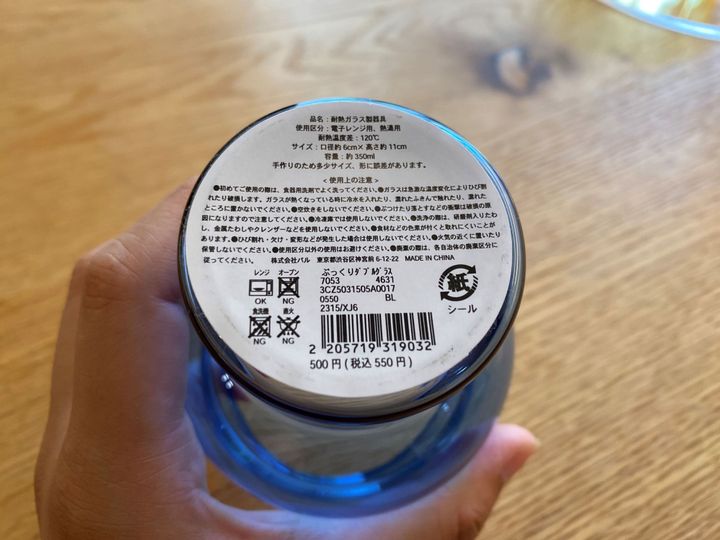 品名：耐熱ガラス製器具
使用区分：電子レンジ用、熱湯用
耐熱温度差：120℃
サイズ：口径約 6cm× 高さ約 11cm
容量：約 350ml
手作りのため多少サイズ、形に誤差があります。
＜使用上の注意＞
●初めてご使用の際は、食器用洗剤でよく洗ってください。●ガラスは急激な温度変化によりひび割
れたり破損します。ガラスが熱くなっている時に冷水を入れたり、濡れたふきんで触れたり、濡れた
ところに置かないでください。●空炊きをしないでください。●ぶつけたり落とすなどの衝撃は破損の原
因になりますので注意してください。●冷凍庫では使用しないでください。●洗浄の際は、研磨剤入りたわ
し、金属たわしやクレンザーなどを使用しないでください。●食材などの色素が付くと取れにくいことが
あります。●ひび割れ・欠け・変形などが発生した場合は使用しないでください。●火気の近くに置いたり
保管しないでください。●使用区分以外の使用はお避けください。●廃棄の際は、各自治体の廃棄区分に
従ってください。 株式会社パル 東京都渋谷区神宮前 6-12-22 MADE IN CHINA
レンジ オーブン
OK NG
食洗機 直火
NG NG
ぷっくりダブルグラス
7053 4631
3CZ5031505A0017
0550 BL
2315/XJ6
2 205719 319032
500 円 ( 税込 550 円 )
紙
シール